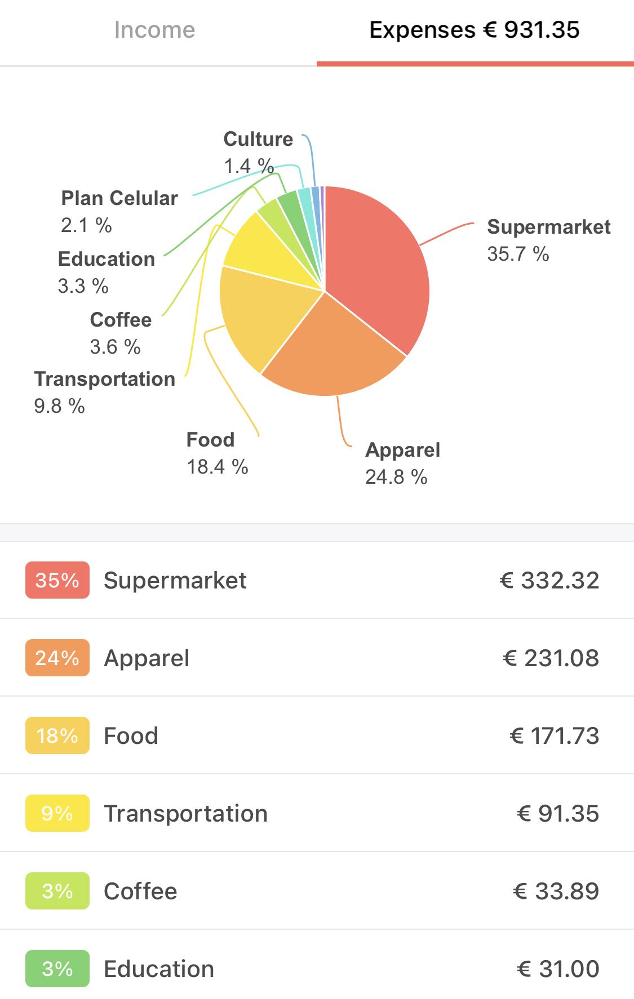 Income
Expenses € 931.35
Culture
1.4 %
Plan Celular
2.1 %
Supermarket
35.7 %
Education
3.3 %
Coffee
3.6 %
Transportation
9.8 %
Food
18.4 %
Apparel
24.8 %
35% Supermarket € 332.32
24% Apparel € 231.08
18% Food € 171.73
9% Transportation € 91.35
3% Coffee € 33.89
3% Education € 31.00